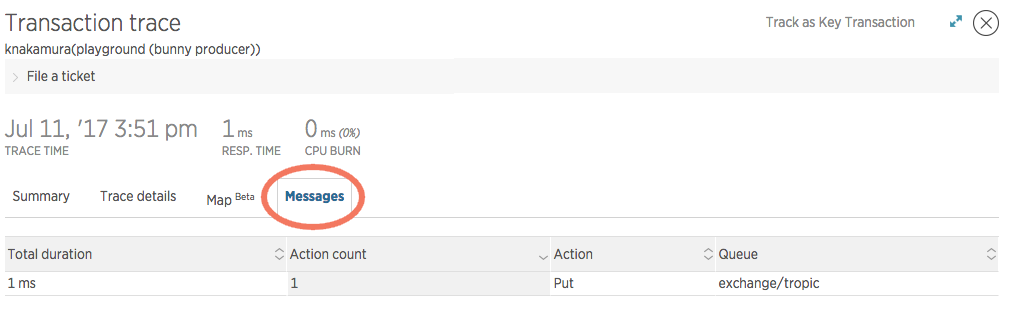 Transaction trace
Track as Key Transaction
knakamura(playground (bunny producer))
File a ticket
Jul 11, '17 3:51 pm 1 ms 0 ms (0%)
TRACE TIME RESP. TIME CPU BURN
Summary Trace details Map Beta Messages
Total duration Action count Action Queue
1 ms 1 Put exchange/tropic